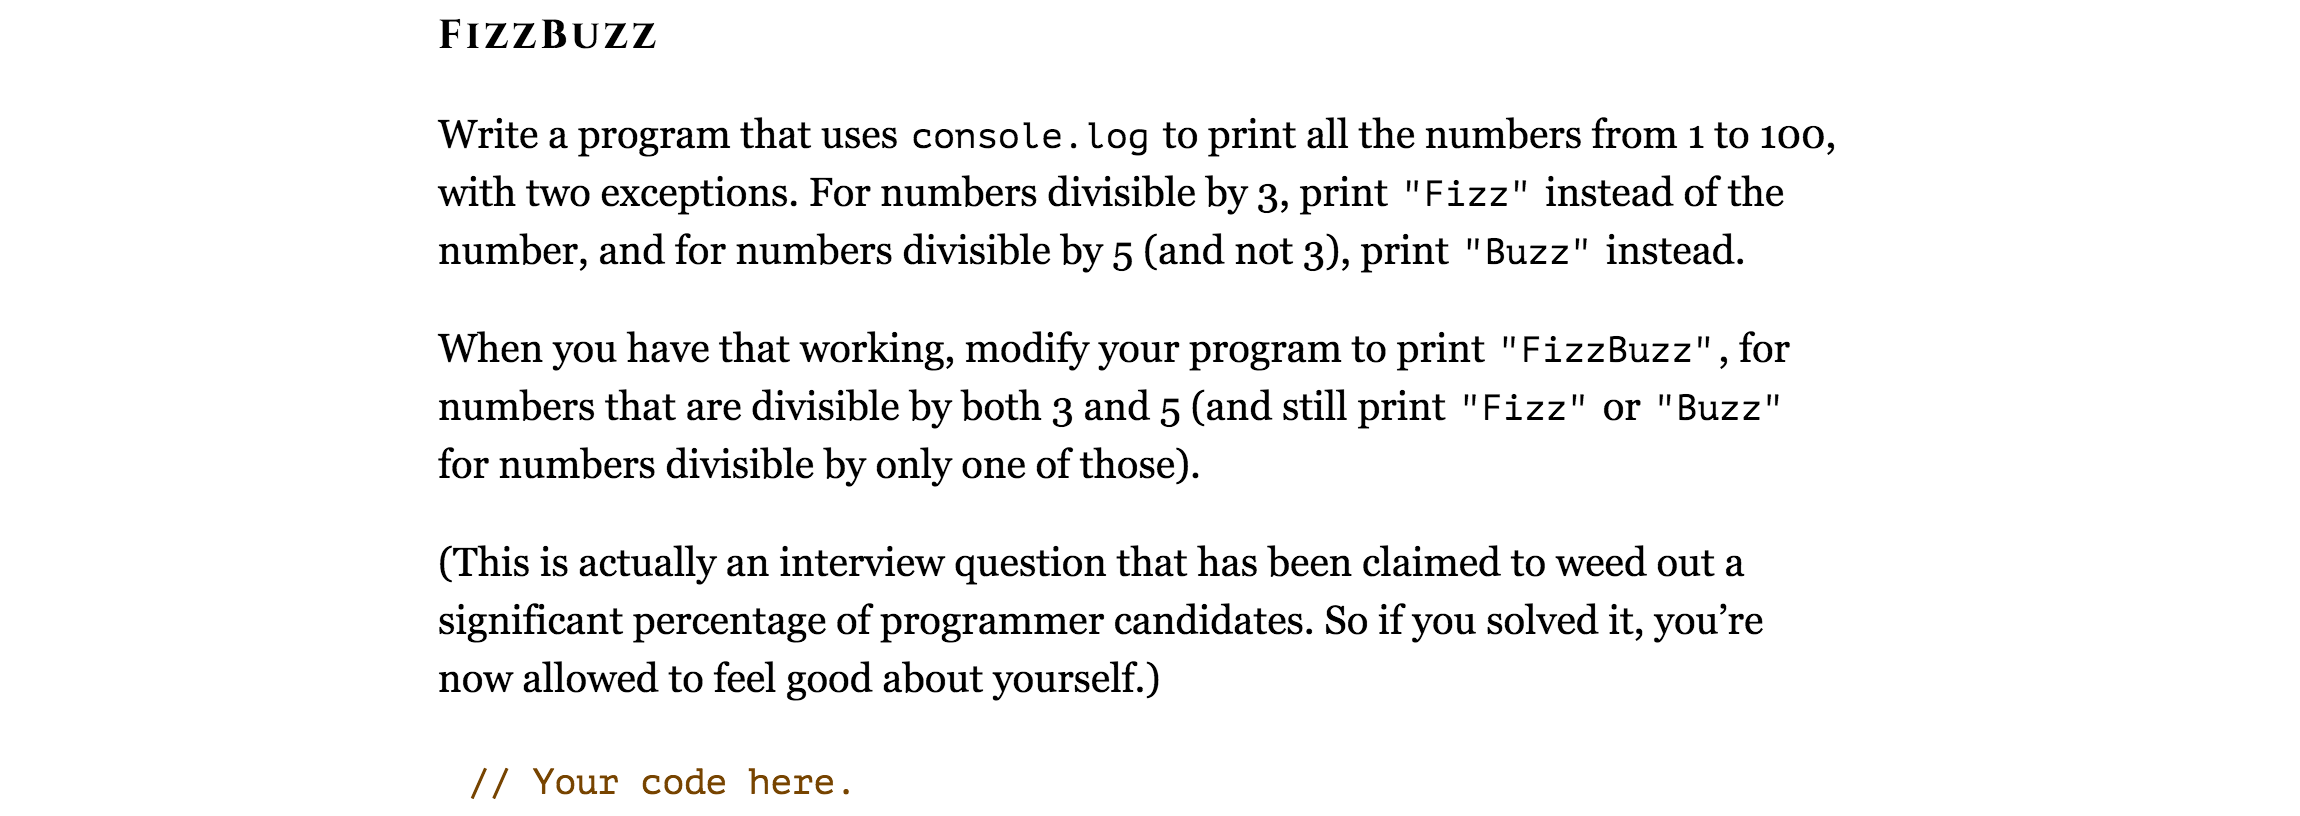 FIZZBUZZ
Write a program that uses console.log to print all the numbers from 1 to 100,
with two exceptions. For numbers divisible by 3, print "Fizz" instead of the
number, and for numbers divisible by 5 (and not 3), print "Buzz" instead.
When you have that working, modify your program to print "FizzBuzz", for
numbers that are divisible by both 3 and 5 (and still print "Fizz" or "Buzz"
for numbers divisible by only one of those).
(This is actually an interview question that has been claimed to weed out a
significant percentage of programmer candidates. So if you solved it, you’re
now allowed to feel good about yourself.)
// Your code here.